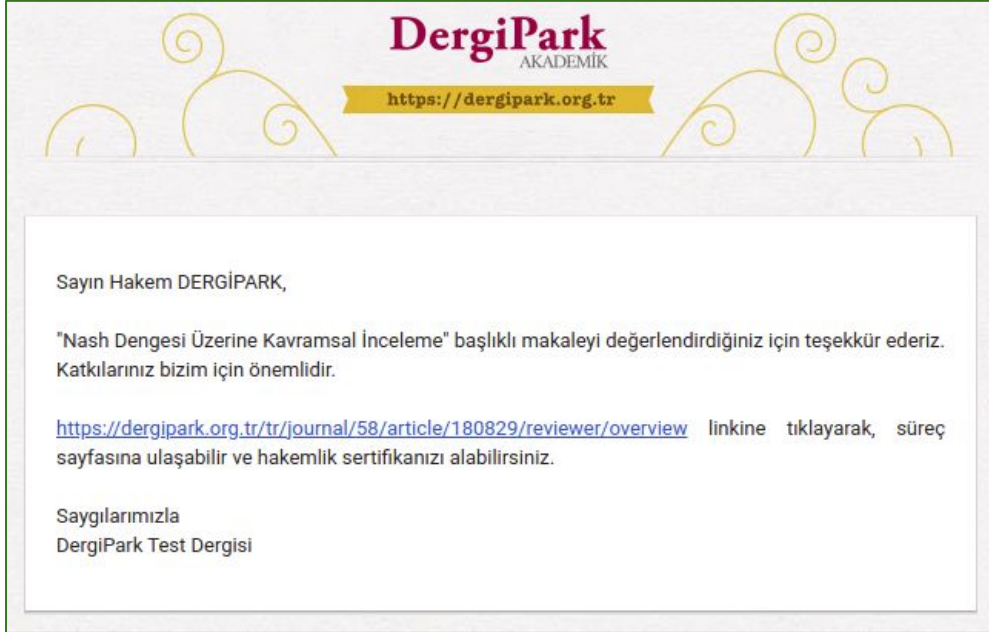 DergiPark
AKADEMİK
https://dergipark.org.tr
Sayın Hakem DERGİPARK,
"Nash Dengesi Üzerine Kavramsal İnceleme" başlıklı makaleyi değerlendirdiğiniz için teşekkür ederiz.
Katkılarınız bizim için önemlidir.
https://dergipark.org.tr/tr/journal/58/article/180829/reviewer/overview linkine tıklayarak, süreç
sayfasına ulaşabilir ve hakemlik sertifikanızı alabilirsiniz.
Saygılarımızla
DergiPark Test Dergisi